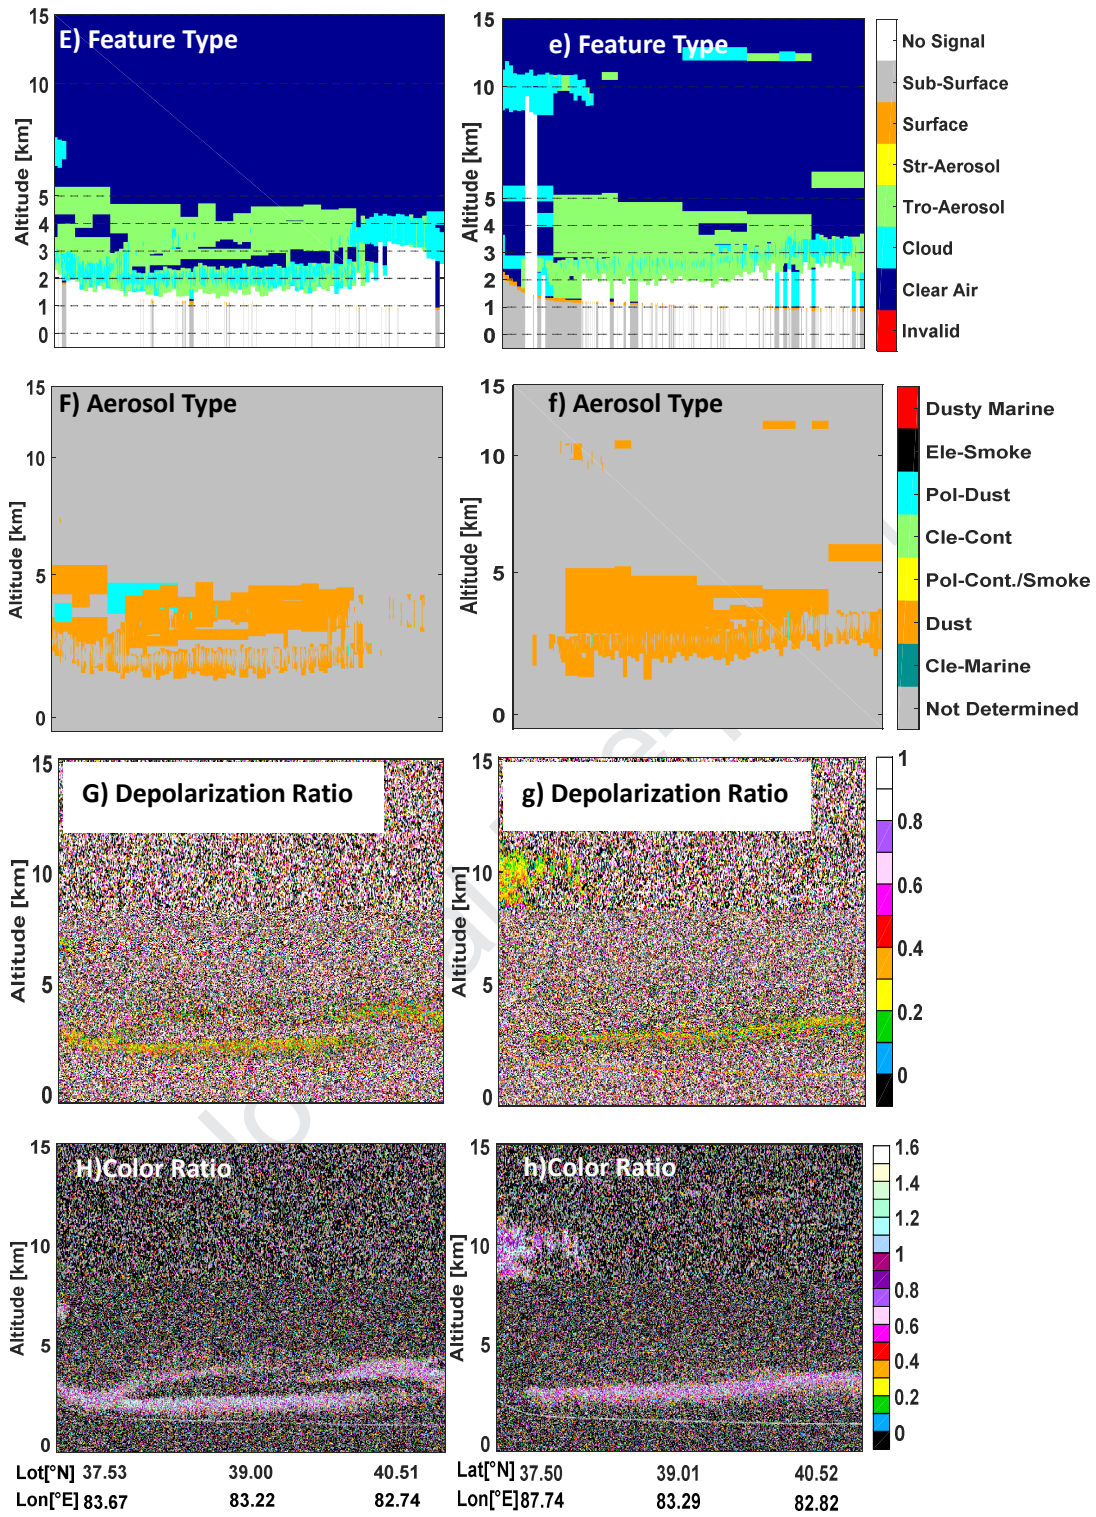 E) Feature Type
15
10
5
4
3
2
1
0
Altitude [km]
e) Feature Type
15
10
5
4
3
2
1
0
Altitude [km]
No Signal
Sub-Surface
Surface
Str-Aerosol
Tro-Aerosol
Cloud
Clear Air
Invalid
F) Aerosol Type
15
10
5
0
Altitude [km]
f) Aerosol Type
15
10
5
0
Altitude [km]
Dusty Marine
Ele-Smoke
Pol-Dust
Cle-Cont
Pol-Cont./Smoke
Dust
Cle-Marine
Not Determined
G) Depolarization Ratio
15
10
5
0
Altitude [km]
g) Depolarization Ratio
15
10
5
0
Altitude [km]
1
0.8
0.6
0.4
0.2
0
H)Color Ratio
15
10
5
0
Altitude [km]
h)Color Ratio
15
10
5
0
Altitude [km]
1.6
1.4
1.2
1
0.8
0.6
0.4
0.2
0
Lot[°N] 37.53 39.00 40.51
Lon[°E] 83.67 83.22 82.74
Lat[°N] 37.50 39.01 40.52
Lon[°E] 87.74 83.29 82.82